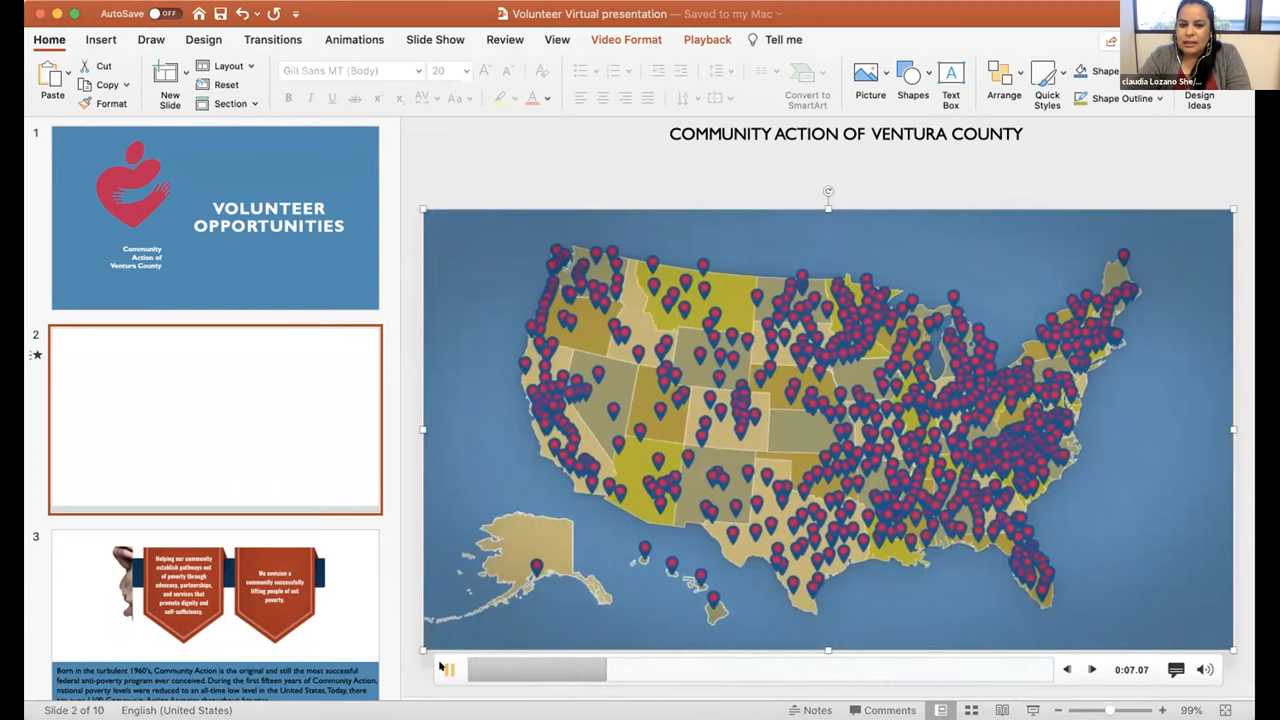 AutoSave OFF
Volunteer Virtual presentation — Saved to my Mac
Home Insert Draw Design Transitions Animations Slide Show Review View Video Format Playback Tell me
claudia Lozano She/...
Paste
Cut
Copy
Format
New Slide
Layout
Reset
Section
Gill Sans MT (Body) 20
Convert to SmartArt
Picture Shapes Text Box Arrange Quick Styles
Shape
Shape Outline
Design Ideas
1
VOLUNTEER
OPPORTUNITIES
Community
Action of
Ventura County
2
3
Helping our community
establish pathways out
of poverty through
advocacy, partnerships,
and services that
promote dignity and
self-sufficiency.
We envision a
community successfully
lifting people of out
poverty.
Born in the turbulent 1960's, Community Action is the original and still the most successful
federal anti-poverty program ever conceived. During the first fifteen years of Community Action,
national poverty levels were reduced to an all-time low level in the United States. Today, there
COMMUNITY ACTION OF VENTURA COUNTY
0:07.07
Slide 2 of 10 English (United States) Notes Comments 99%